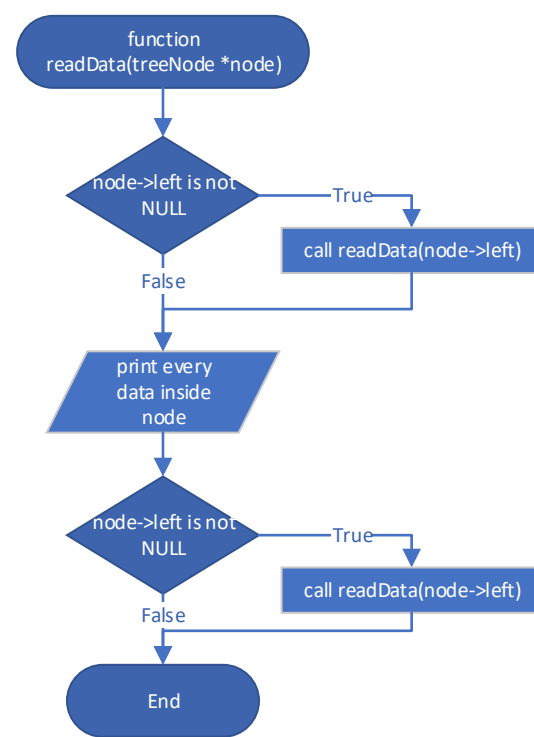 function
readData(treeNode *node)
node->left is not
NULL
True
call readData(node->left)
False
print every
data inside
node
node->left is not
NULL
True
call readData(node->left)
False
End